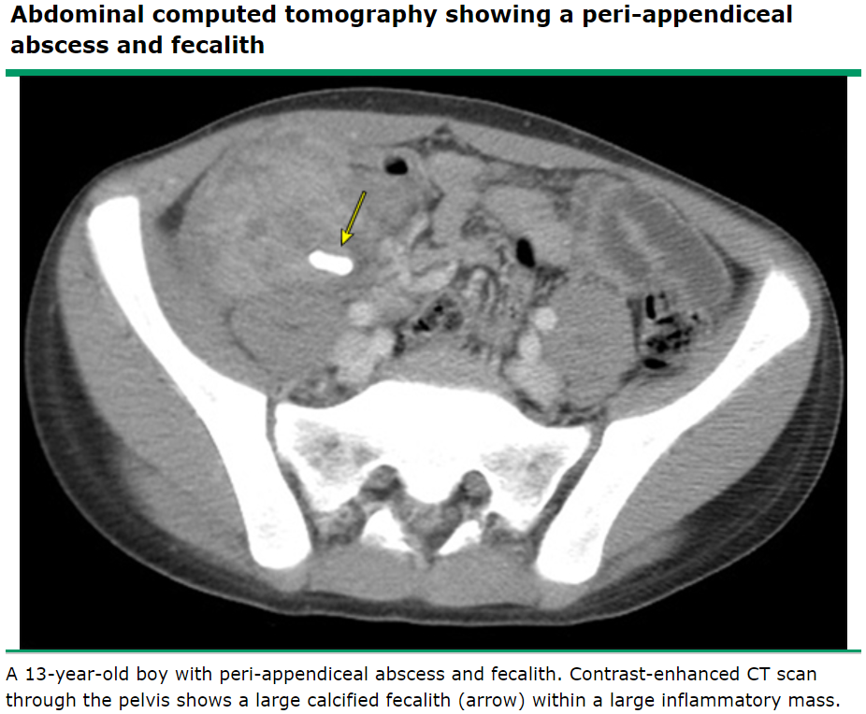 Abdominal computed tomography showing a peri-appendiceal
abscess and fecalith
A 13-year-old boy with peri-appendiceal abscess and fecalith. Contrast-enhanced CT scan
through the pelvis shows a large calcified fecalith (arrow) within a large inflammatory mass.